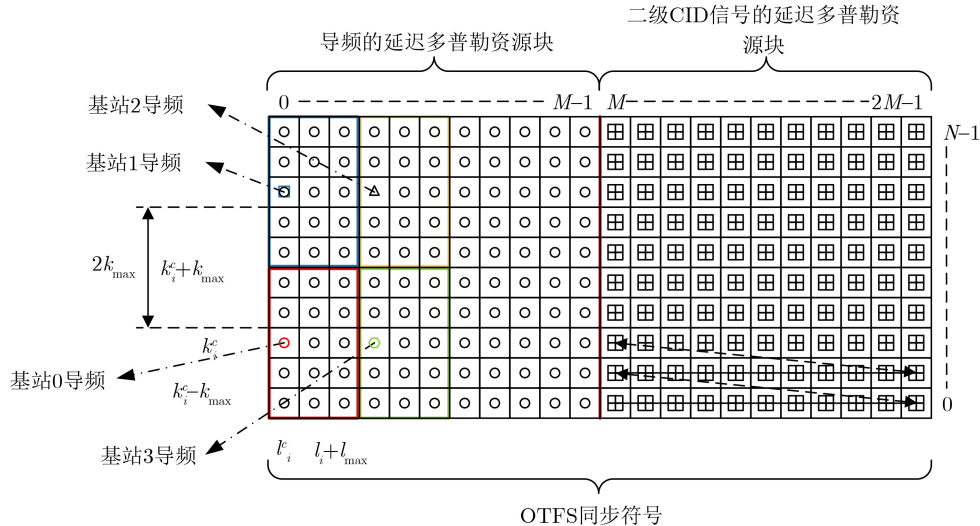 二级CID信号的延迟多普勒资
源块
导频的延迟多普勒资源块
0 M-1 M 2M-1
基站2导频
N-1
基站1导频
2k_max
k_i^c+k_max
k_i^c
基站0导频
k_i^c-k_max
0
基站3导频
l_i^c l_i+l_max
OTFS同步符号